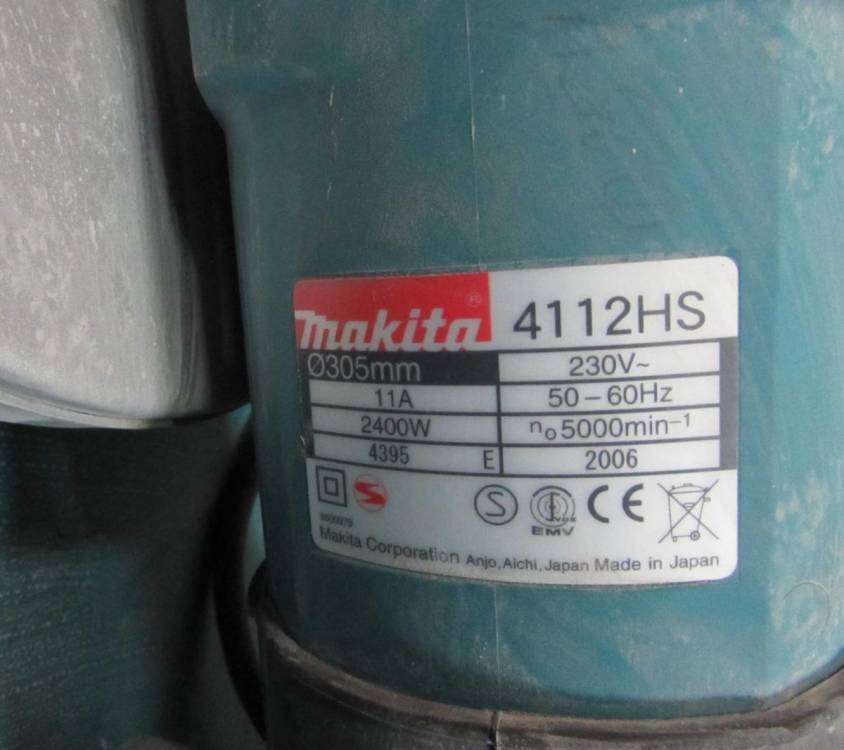 makita® 4112HS
Ø305mm 230V~
11A 50-60Hz
2400W n₀5000min⁻¹
4395 E 2006
S S CE
EMV
Makita Corporation Anjo, Aichi, Japan Made in Japan